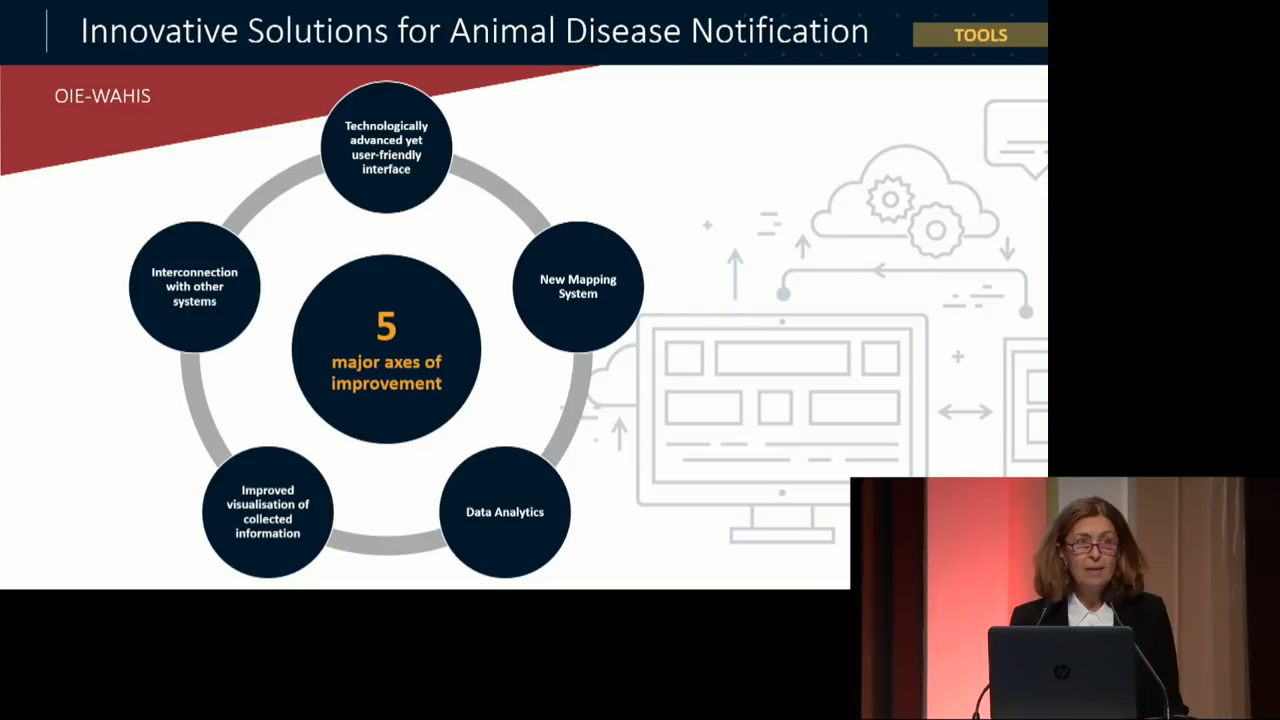 Innovative Solutions for Animal Disease Notification
TOOLS
OIE-WAHIS
Technologically
advanced yet
user-friendly
interface
Interconnection
with other
systems
New Mapping
System
5
major axes of
improvement
Improved
visualisation of
collected
information
Data Analytics
hp